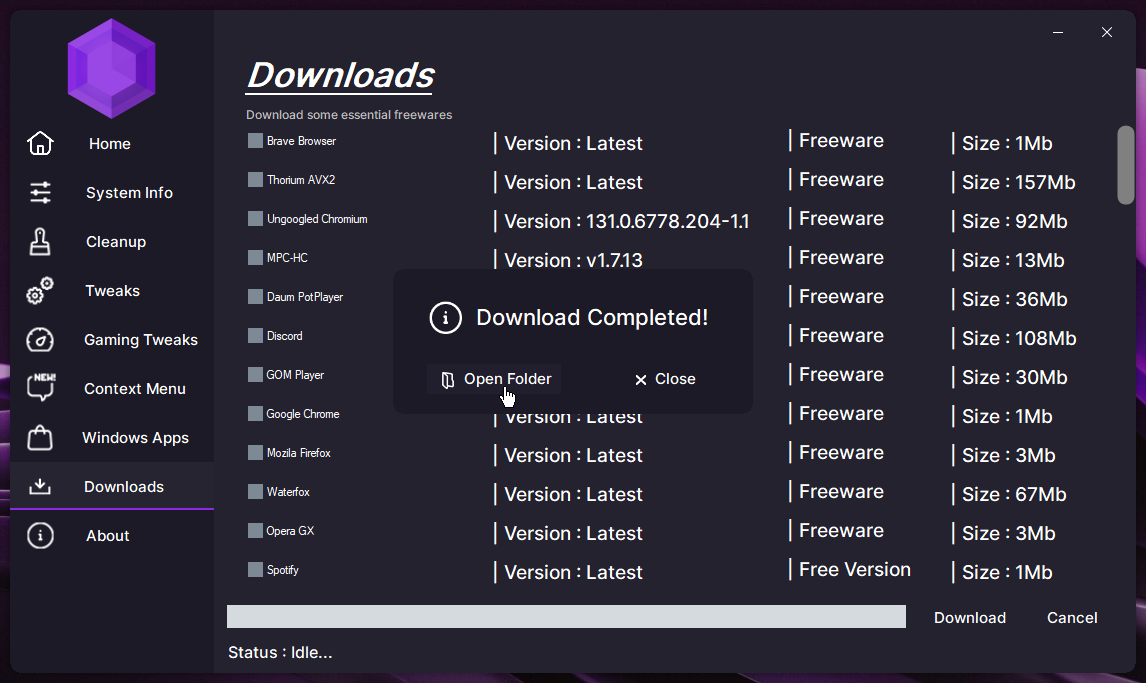 Downloads
Download some essential freewares
Home
System Info
Cleanup
Tweaks
Gaming Tweaks
NEW!
Context Menu
Windows Apps
Downloads
About
Brave Browser | Version : Latest | Freeware | Size : 1Mb
Thorium AVX2 | Version : Latest | Freeware | Size : 157Mb
Ungoogled Chromium | Version : 131.0.6778.204-1.1 | Freeware | Size : 92Mb
MPC-HC | Version : v1.7.13 | Freeware | Size : 13Mb
Daum PotPlayer | Freeware | Size : 36Mb
Discord | Freeware | Size : 108Mb
GOM Player | Freeware | Size : 30Mb
Google Chrome | Version : Latest | Freeware | Size : 1Mb
Mozila Firefox | Version : Latest | Freeware | Size : 3Mb
Waterfox | Version : Latest | Freeware | Size : 67Mb
Opera GX | Version : Latest | Freeware | Size : 3Mb
Spotify | Version : Latest | Free Version | Size : 1Mb
Download Completed!
Open Folder Close
Download Cancel
Status : Idle...